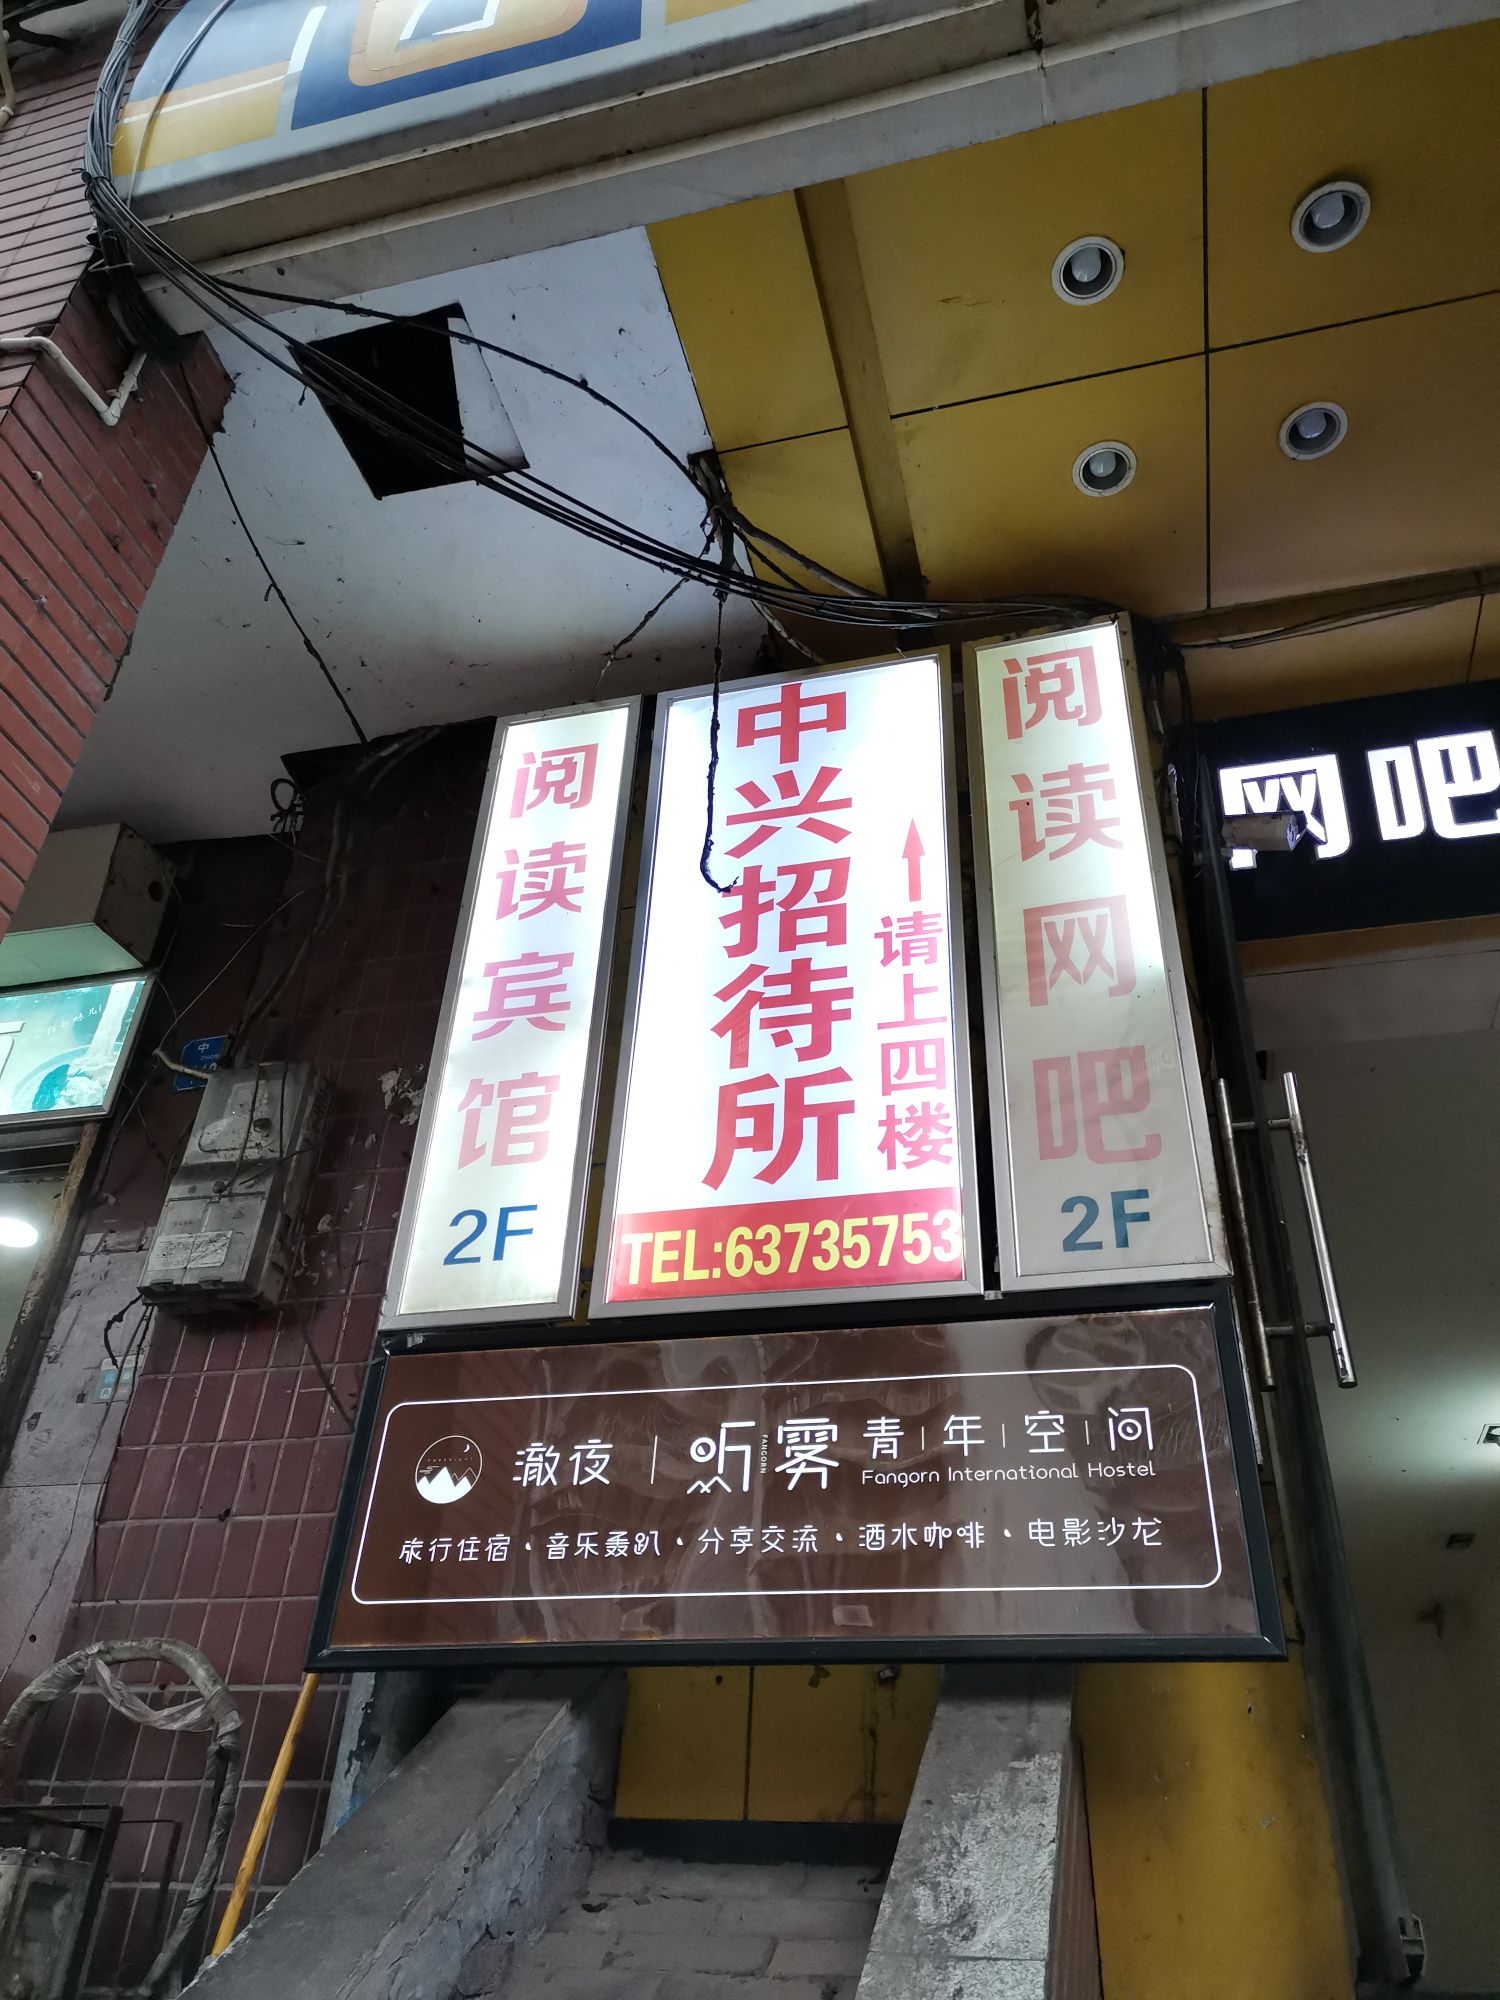 阅读宾馆
2F
中兴招待所
请上四楼
TEL:63735753
阅读网吧
2F
网吧
中
澈夜
听雾
FANGORN
青年空间
Fangorn International Hostel
旅行住宿·音乐轰趴·分享交流·酒水咖啡·电影沙龙